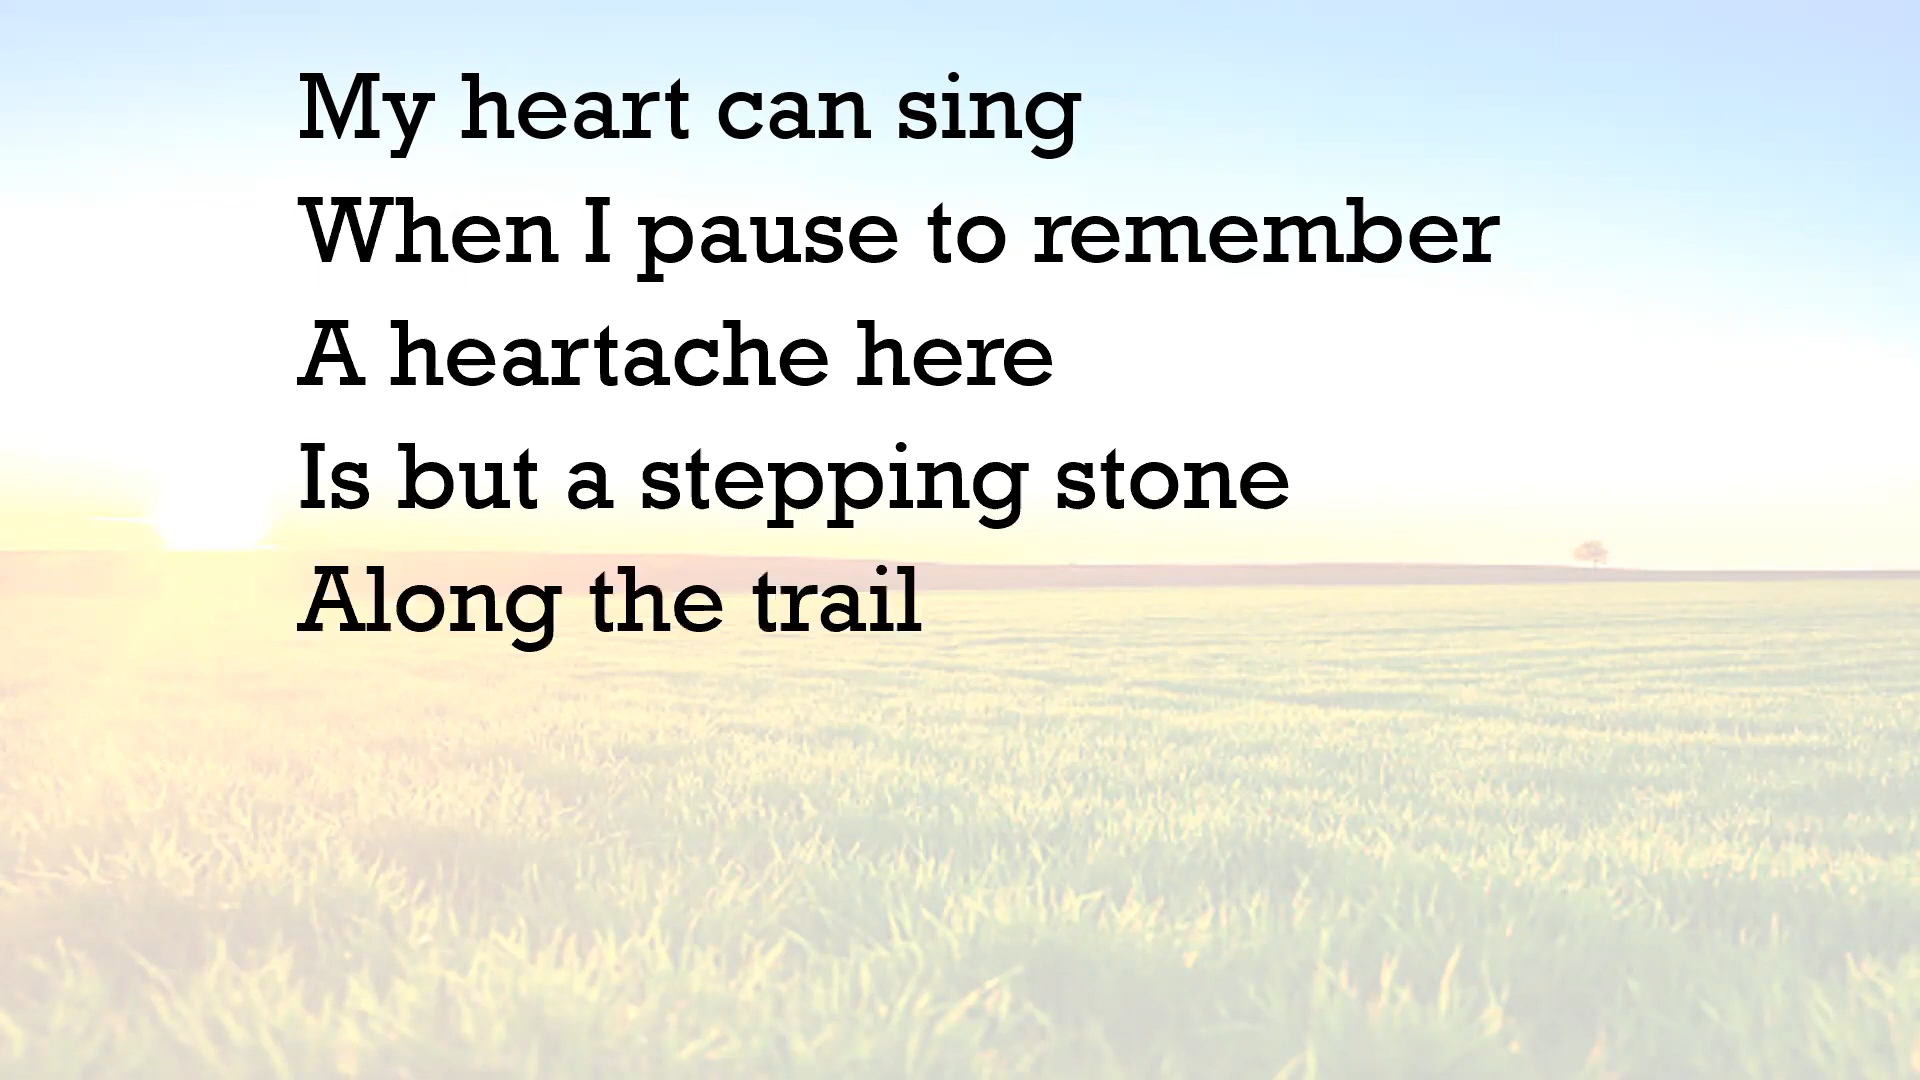 My heart can sing
When I pause to remember
A heartache here
Is but a stepping stone
Along the trail